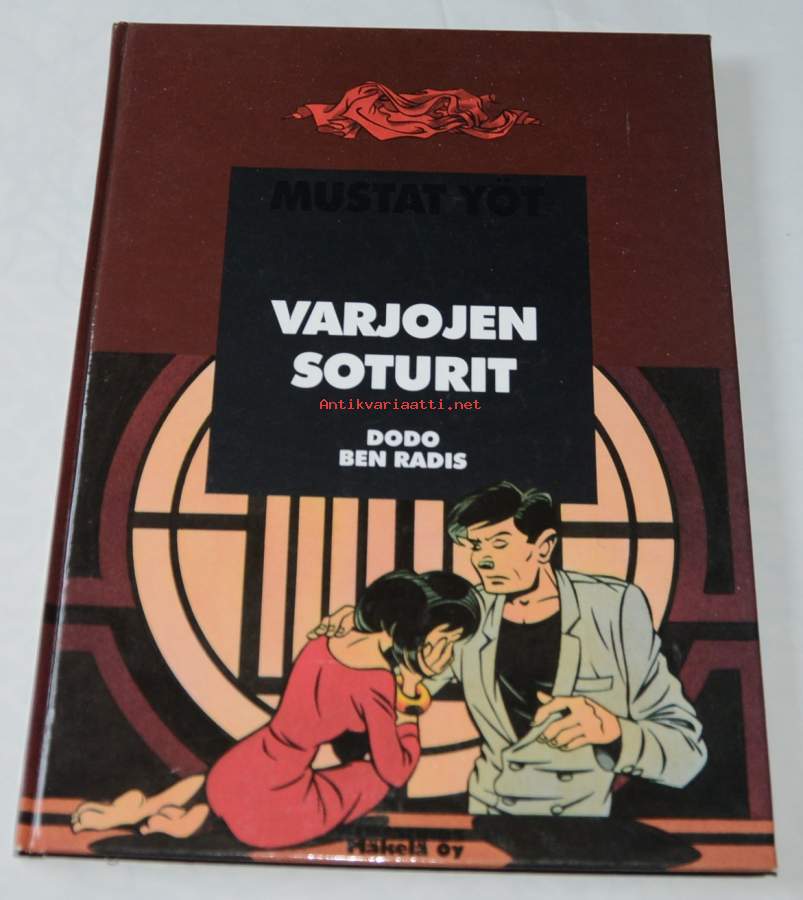 MUSTAT YÖT
VARJOJEN
SOTURIT
Antikvariaatti.net
DODO
BEN RADIS
Mäkelä Oy